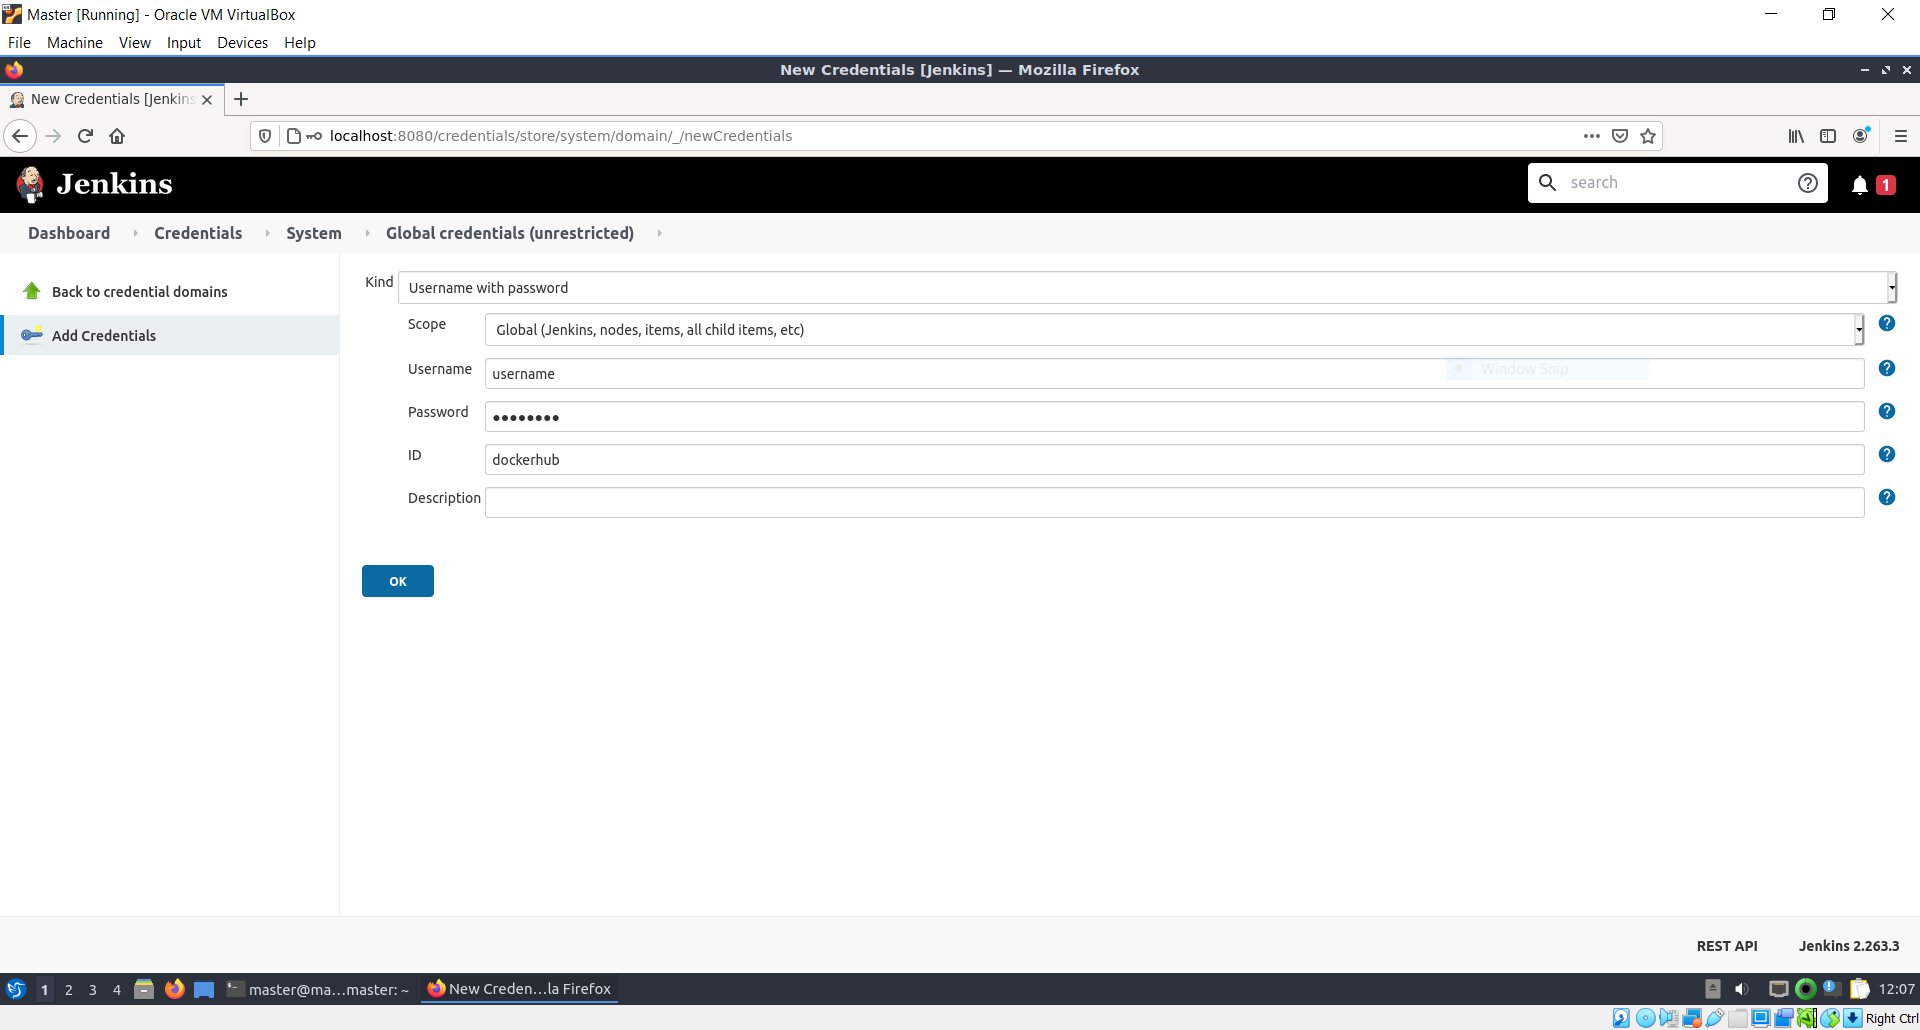 Master [Running] - Oracle VM VirtualBox
File Machine View Input Devices Help
New Credentials [Jenkins] — Mozilla Firefox
New Credentials [Jenkins
localhost:8080/credentials/store/system/domain/_/newCredentials
Jenkins
search
1
Dashboard Credentials System Global credentials (unrestricted)
Back to credential domains
Add Credentials
Kind Username with password
Scope Global (Jenkins, nodes, items, all child items, etc)
Window Snip
Username username
Password ••••••••
ID dockerhub
Description
OK
REST API Jenkins 2.263.3
1 2 3 4 master@ma...master: ~ New Creden...la Firefox 12:07
Right Ctrl